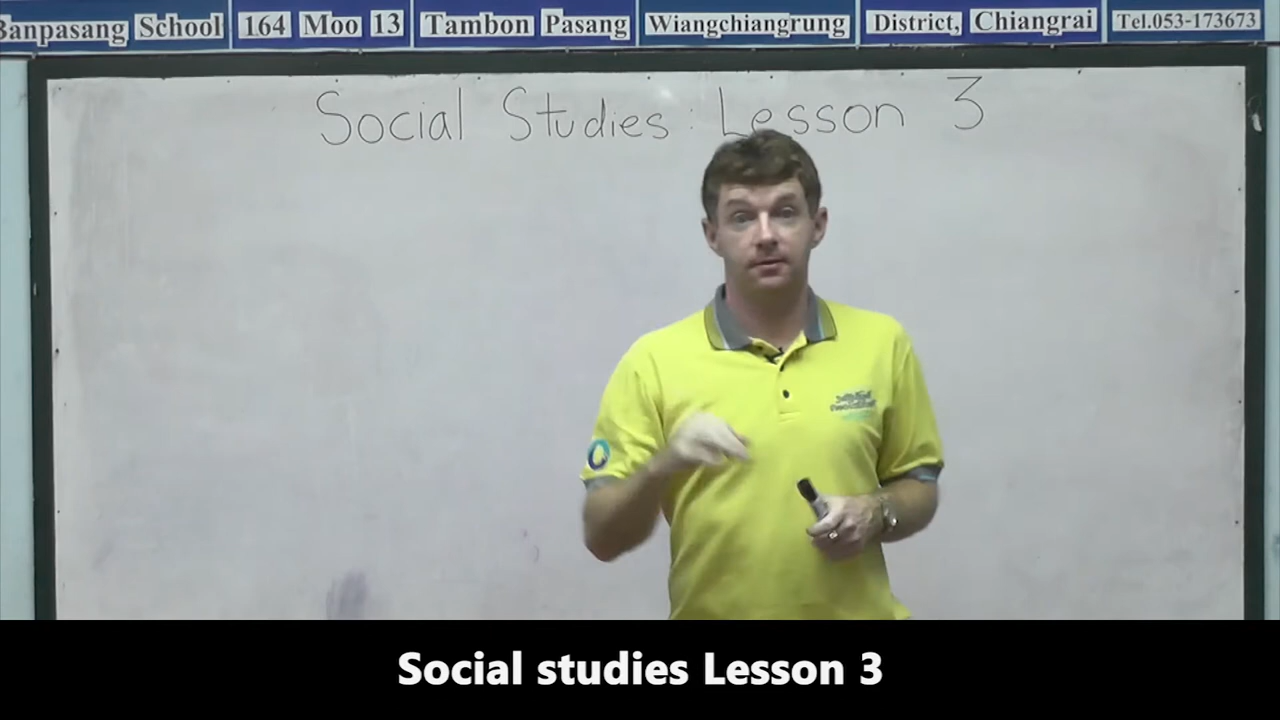 Banpasang School 164 Moo 13 Tambon Pasang Wiangchiangrung District, Chiangrai Tel.053-173673
Social Studies : Lesson 3
Social studies Lesson 3